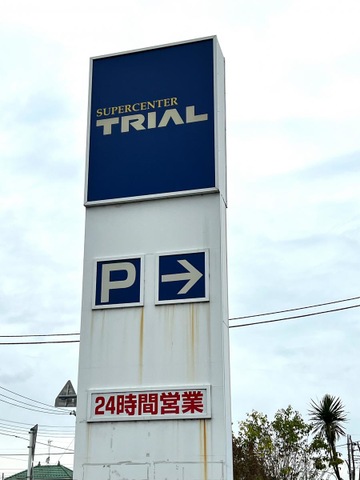 SUPERCENTER
TRIAL
P →
24時間営業